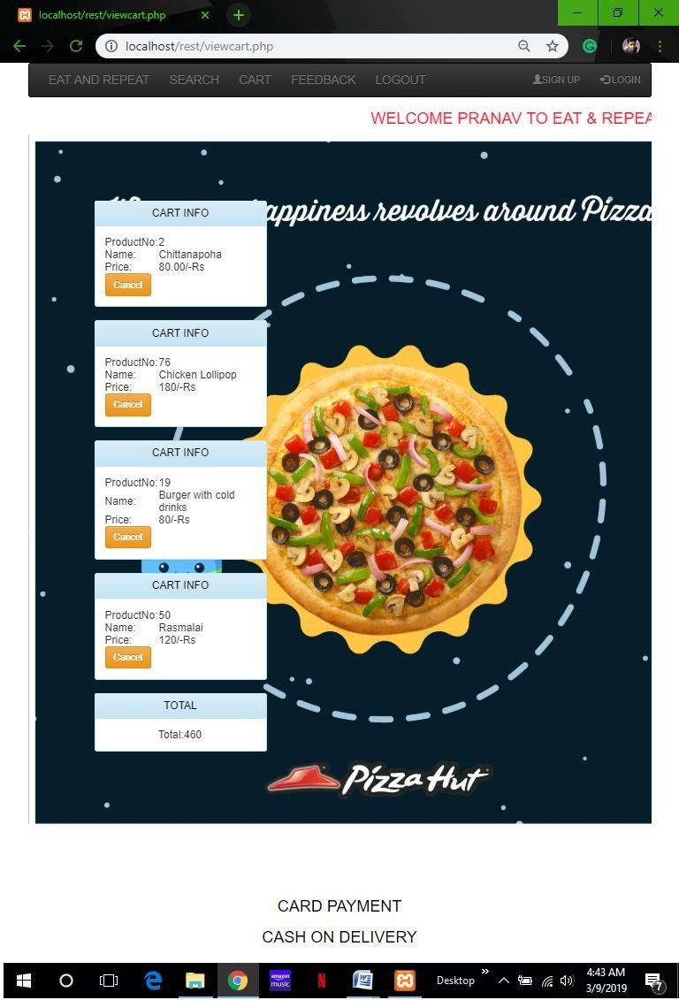 localhost/rest/viewcart.php
localhost/rest/viewcart.php
EAT AND REPEAT SEARCH CART FEEDBACK LOGOUT SIGN UP LOGIN
WELCOME PRANAV TO EAT & REPEA
appiness revolves around Pizza
CART INFO
ProductNo:2
Name: Chittanapoha
Price: 80.00/-Rs
Cancel
CART INFO
ProductNo:76
Name: Chicken Lollipop
Price: 180/-Rs
Cancel
CART INFO
ProductNo:19
Name: Burger with cold
drinks
Price: 80/-Rs
Cancel
CART INFO
ProductNo:50
Name: Rasmalai
Price: 120/-Rs
Cancel
TOTAL
Total:460
Pizza Hut
CARD PAYMENT
CASH ON DELIVERY
amazon
music
Desktop
4:43 AM
3/9/2019
7